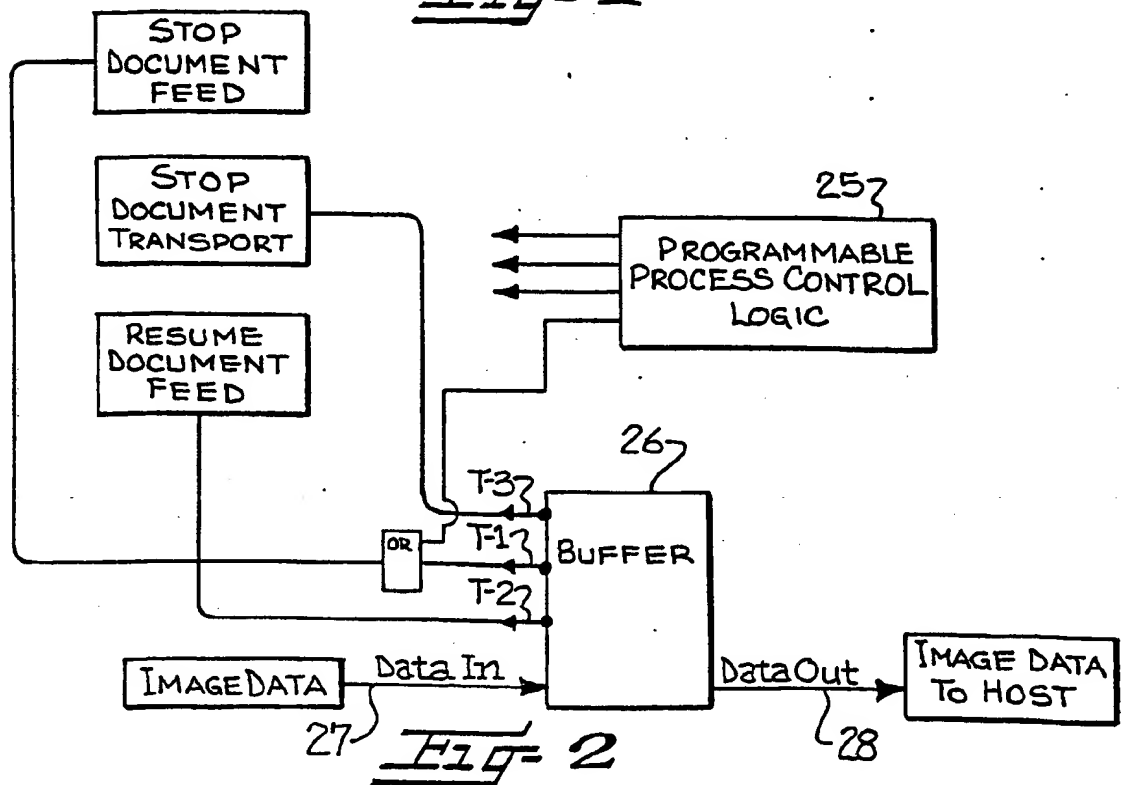 STOP
DOCUMENT
FEED
STOP
DOCUMENT
TRANSPORT
25
PROGRAMMABLE
PROCESS CONTROL
LOGIC
RESUME
DOCUMENT
FEED
26
T-3
OR
T-1
BUFFER
T-2
IMAGE DATA
Data In
Data Out
IMAGE DATA
TO HOST
27
28
Fig-2